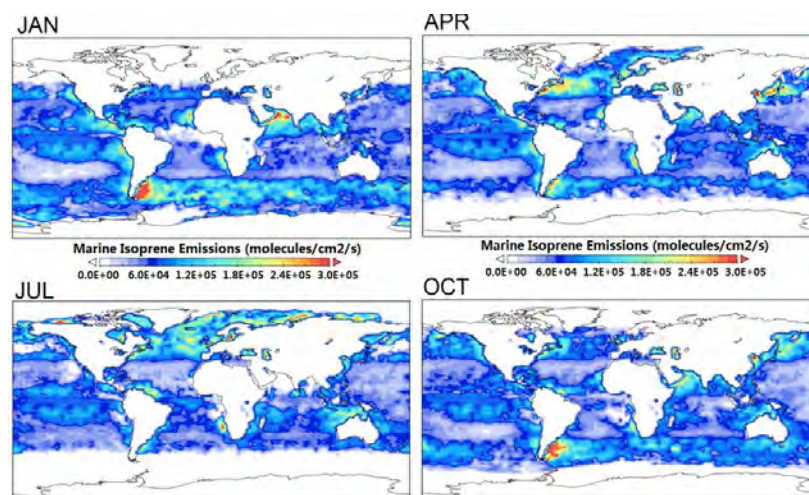 JAN
APR
Marine Isoprene Emissions (molecules/cm2/s)
0.0E+00 6.0E+04 1.2E+05 1.8E+05 2.4E+05 3.0E+05
Marine Isoprene Emissions (molecules/cm2/s)
0.0E+00 6.0E+04 1.2E+05 1.8E+05 2.4E+05 3.0E+05
JUL
OCT